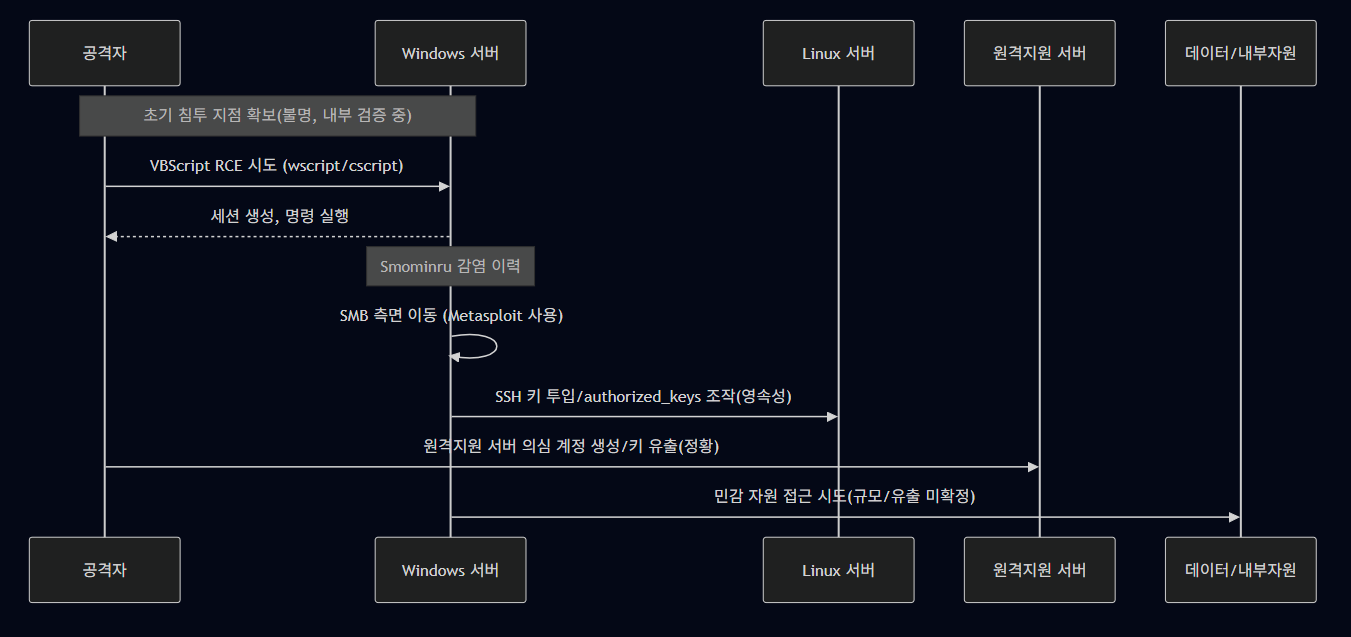 공격자
Windows 서버
Linux 서버
원격지원 서버
데이터/내부자원
초기 침투 지점 확보(불명, 내부 검증 중)
VBScript RCE 시도 (wscript/cscript)
세션 생성, 명령 실행
Smominru 감염 이력
SMB 측면 이동 (Metasploit 사용)
SSH 키 투입/authorized_keys 조작(영속성)
원격지원 서버 의심 계정 생성/키 유출(정황)
민감 자원 접근 시도(규모/유출 미확정)
공격자
Windows 서버
Linux 서버
원격지원 서버
데이터/내부자원